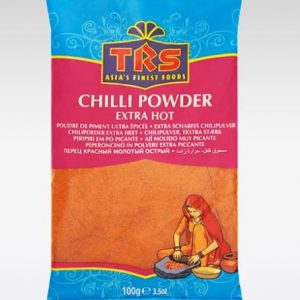 TRS
ASIA'S FINEST FOODS
CHILLI POWDER
EXTRA HOT
POUDRE DE PIMENT ULTRA ÉPICÉE • EXTRA SCHARFES CHILIPULVER
CHILIPOEDER EXTRA HEET • CHILIPULVER, EKSTRA STÆRK
PIRIPIRI EM PÓ PICANTE • AJÍ MOLIDO MUY PICANTE
PEPERONCINO IN POLVERE EXTRA PICCANTE
ПЕРЕЦ КРАСНЫЙ МОЛОТЫЙ ОСТРЫЙ •
100g ℮ 3.5oz